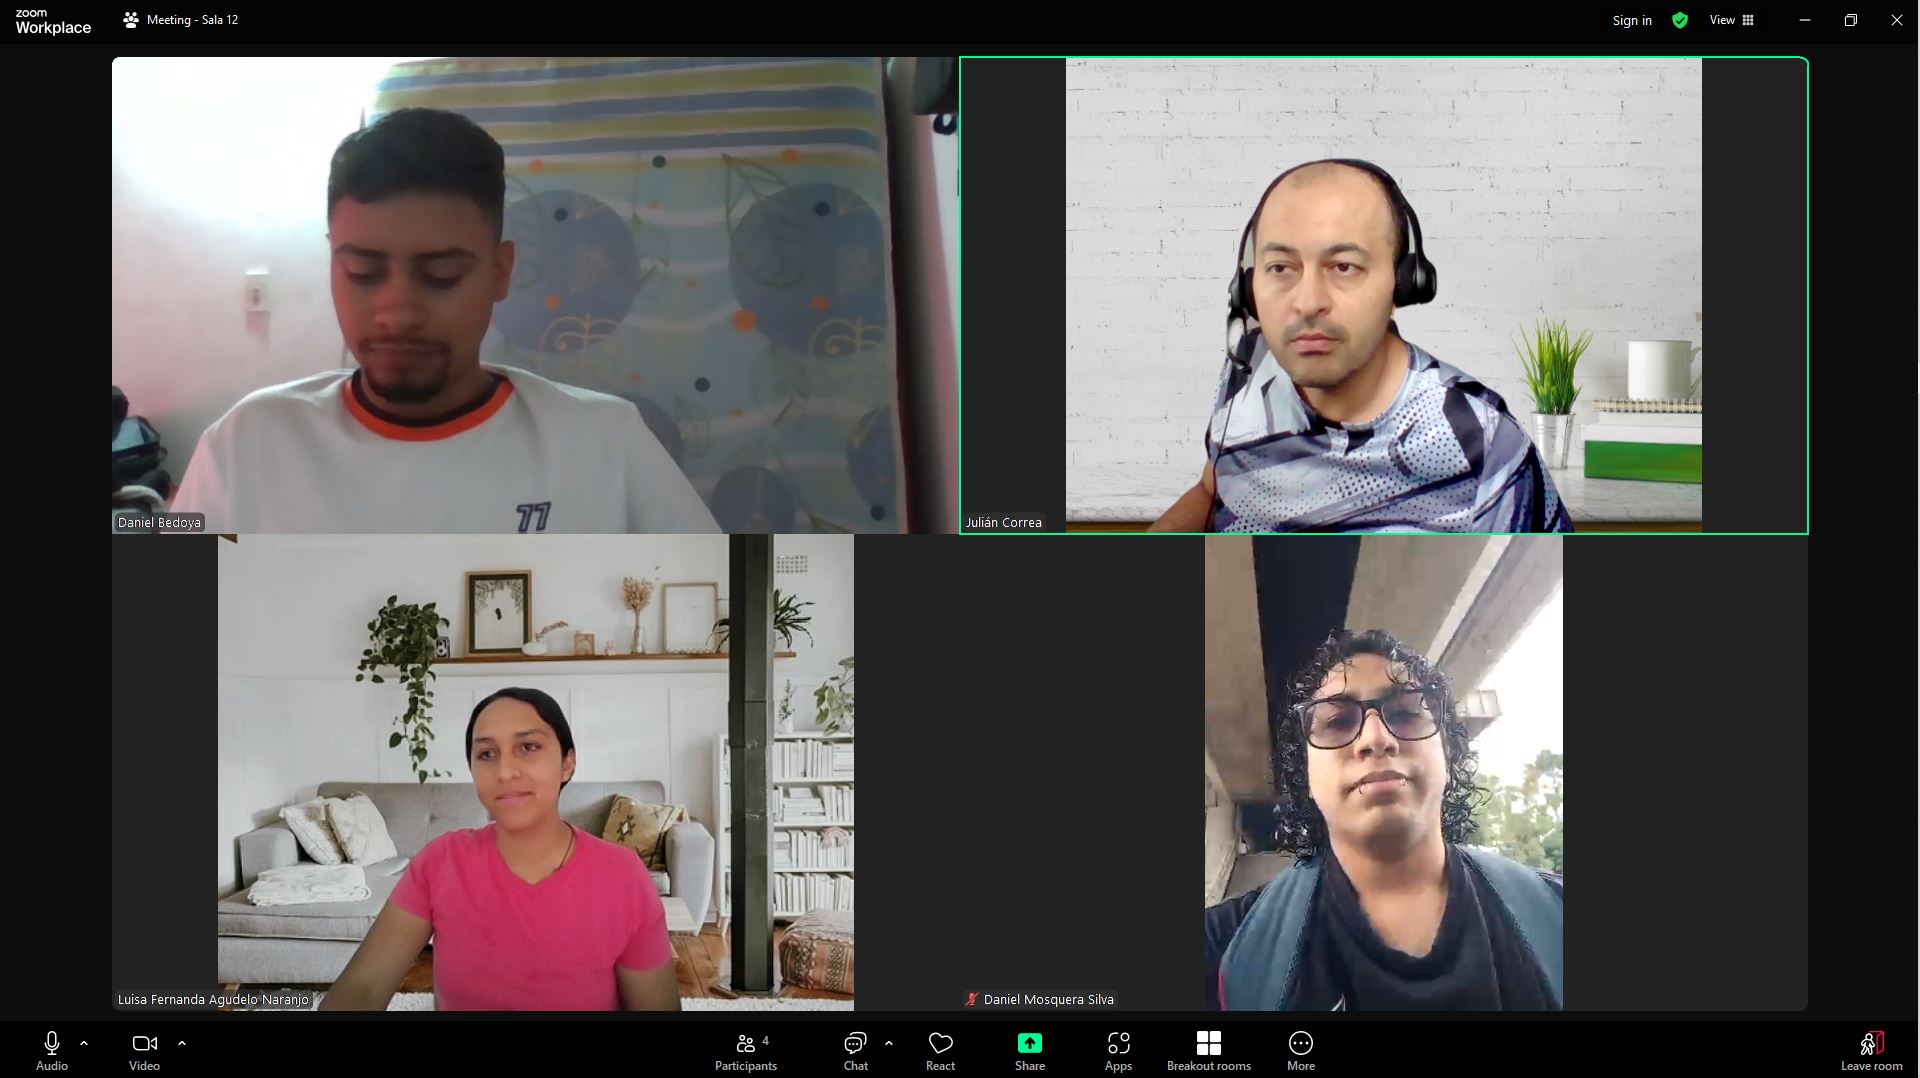 zoom
Workplace
Meeting - Sala 12
Sign in
View
77
Daniel Bedoya
Julián Correa
Luisa Fernanda Agudelo Naranjo
Daniel Mosquera Silva
Audio
Video
4
Participants
Chat
React
Share
Apps
Breakout rooms
More
Leave room